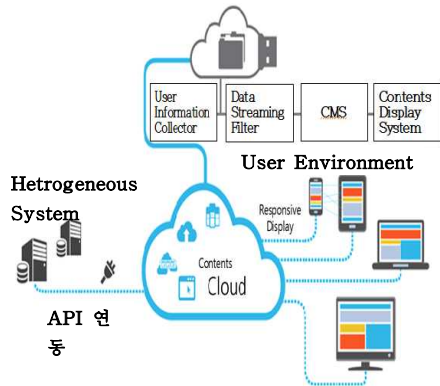 User
Information
Collector
Data
Streaming
Filter
CMS
Contents
Display
System
User Environment
Hetrogeneous
System
Responsive
Display
Contents
Cloud
API 연
동